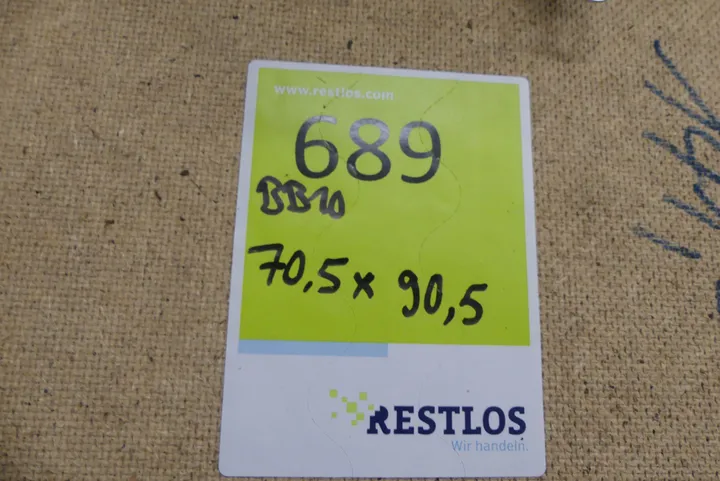 www.restlos.com
689
BB10
70,5 x 90,5
RESTLOS
Wir handeln.